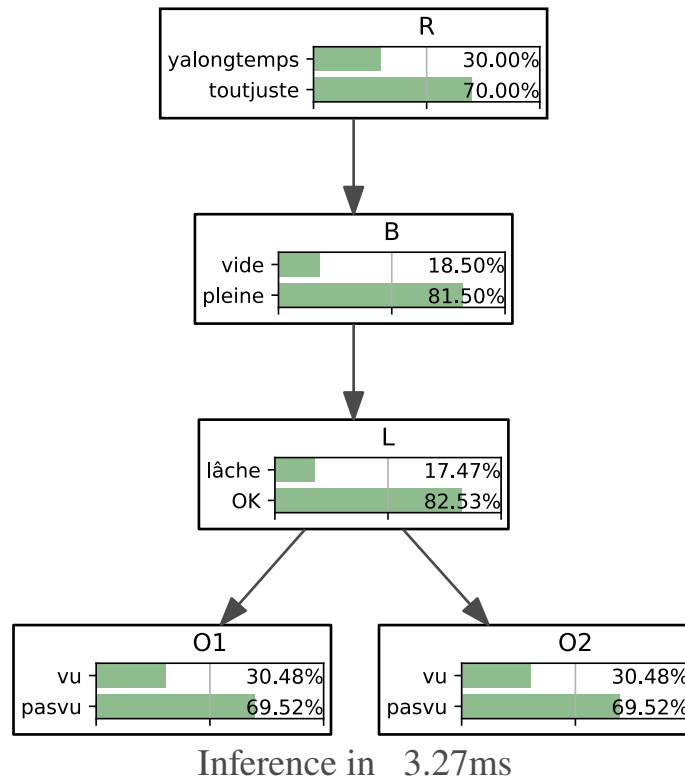 R
yalongtemps 30.00%
toutjuste 70.00%
B
vide 18.50%
pleine 81.50%
L
lâche 17.47%
OK 82.53%
O1
vu 30.48%
pasvu 69.52%
O2
vu 30.48%
pasvu 69.52%
Inference in 3.27ms